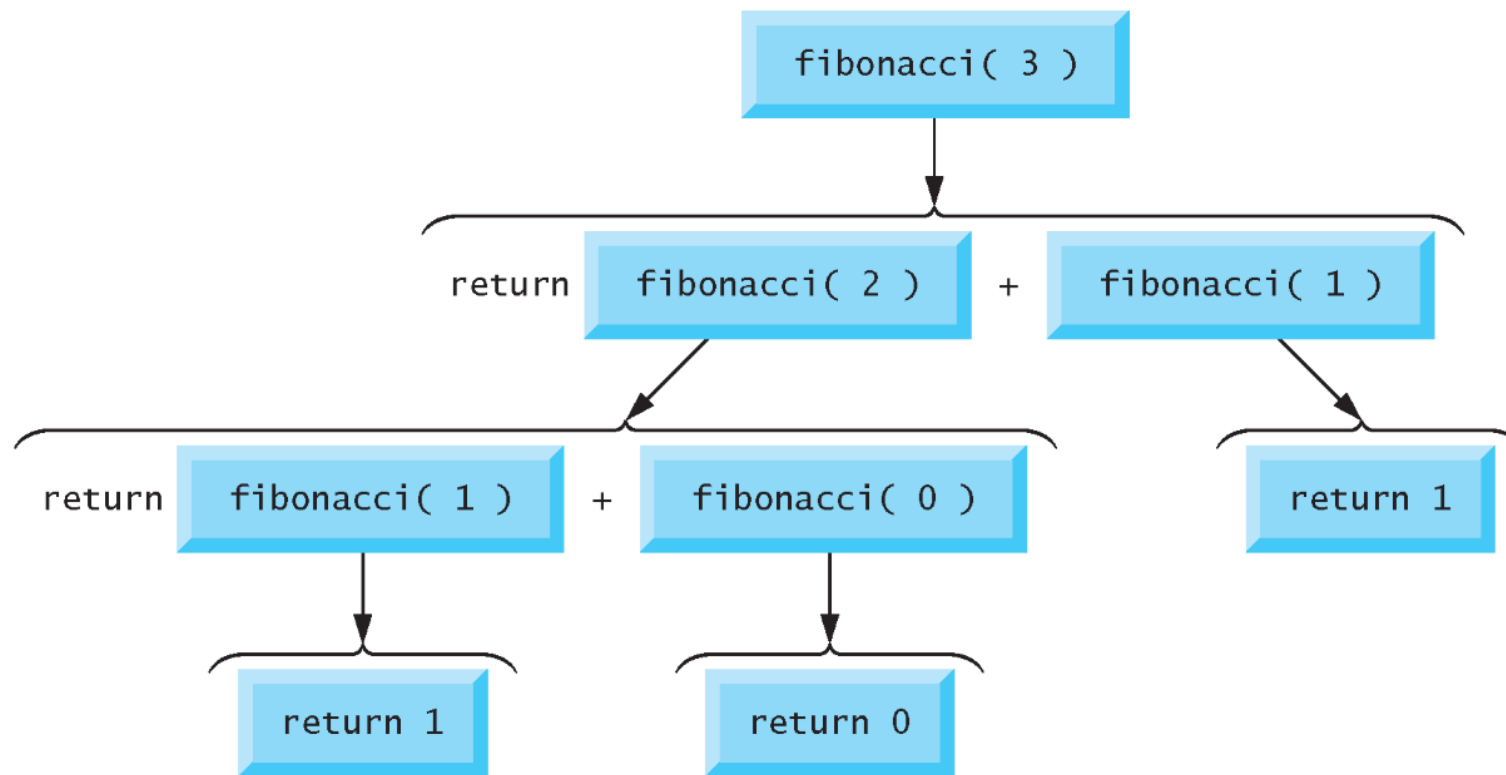 fibonacci( 3 )
return fibonacci( 2 ) + fibonacci( 1 )
return fibonacci( 1 ) + fibonacci( 0 ) return 1
return 1 return 0